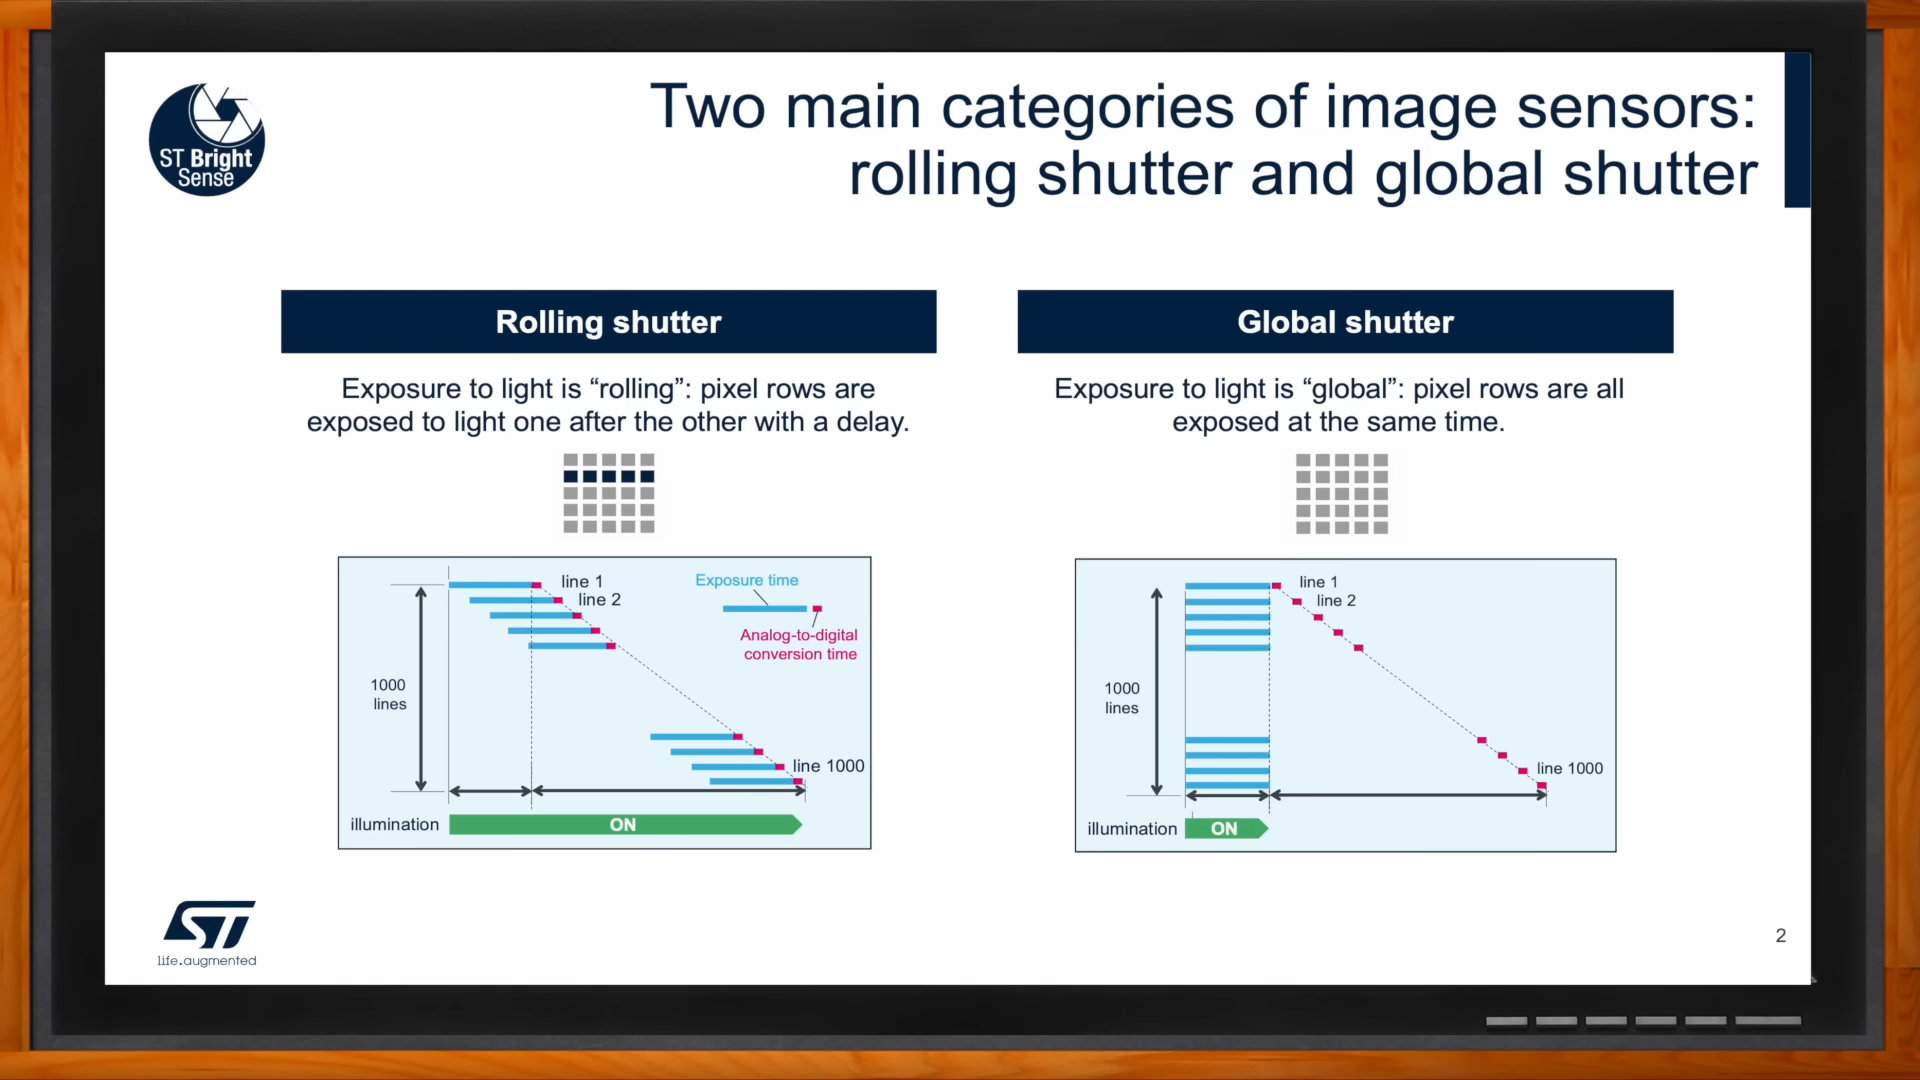 ST Bright
Sense
Two main categories of image sensors:
rolling shutter and global shutter
Rolling shutter
Exposure to light is “rolling”: pixel rows are
exposed to light one after the other with a delay.
line 1
line 2
Exposure time
Analog-to-digital
conversion time
1000
lines
line 1000
illumination
ON
Global shutter
Exposure to light is “global”: pixel rows are all
exposed at the same time.
line 1
line 2
1000
lines
line 1000
illumination
ON
ST
life.augmented
2